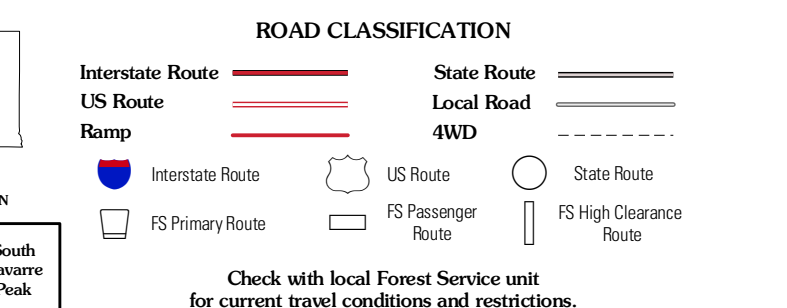 ROAD CLASSIFICATION
Interstate Route
State Route
US Route
Local Road
Ramp
4WD
Interstate Route
US Route
State Route
FS Primary Route
FS Passenger
Route
FS High Clearance
Route
Check with local Forest Service unit
for current travel conditions and restrictions.
N
South
avarre
Peak